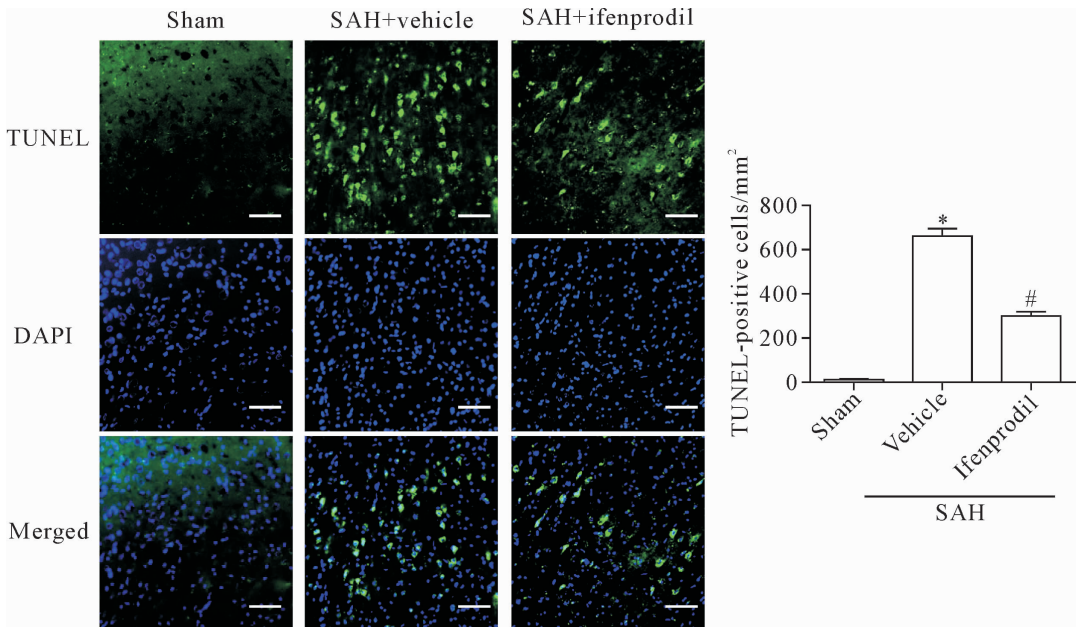 Sham
SAH+vehicle
SAH+ifenprodil
TUNEL
DAPI
Merged
TUNEL-positive cells/mm²
800
600
400
200
0
*
#
Sham
Vehicle
Ifenprodil
SAH